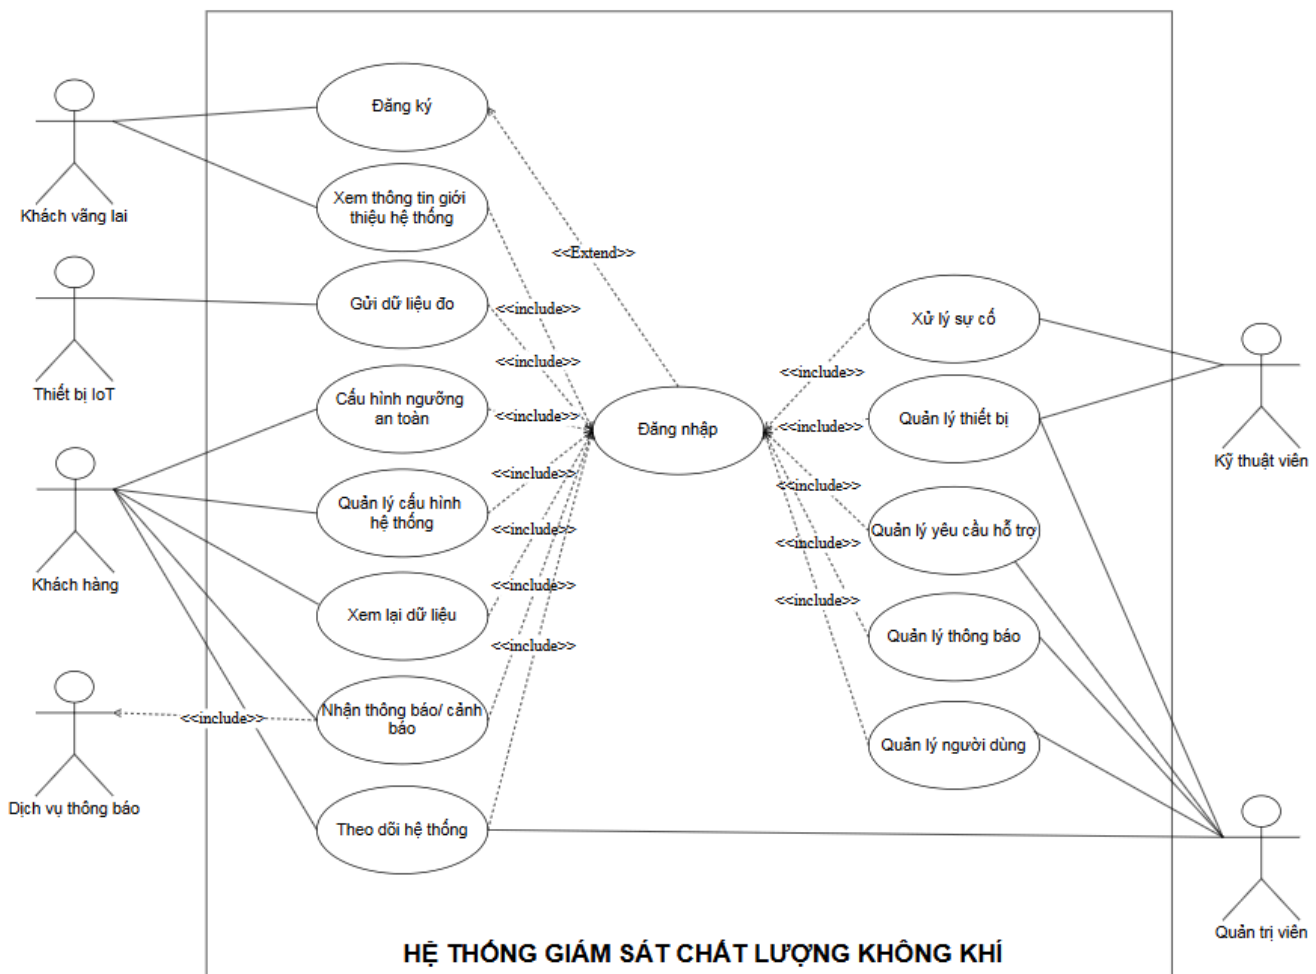 Đăng ký
Khách vãng lai
Xem thông tin giới
thiệu hệ thống
<<Extend>>
Gửi dữ liệu đo
<<include>>
Xử lý sự cố
Thiết bị IoT
<<include>>
<<include>>
Cấu hình ngưỡng
an toàn
<<include>>
Đăng nhập
<<include>>
Quản lý thiết bị
Kỹ thuật viên
Quản lý cấu hình
hệ thống
<<include>>
<<include>>
Quản lý yêu cầu hỗ trợ
<<include>>
<<include>>
Khách hàng
Xem lại dữ liệu
<<include>>
<<include>>
Quản lý thông báo
<<include>>
Nhận thông báo/ cảnh
báo
<<include>>
Quản lý người dùng
Dịch vụ thông báo
Theo dõi hệ thống
Quản trị viên
HỆ THỐNG GIÁM SÁT CHẤT LƯỢNG KHÔNG KHÍ